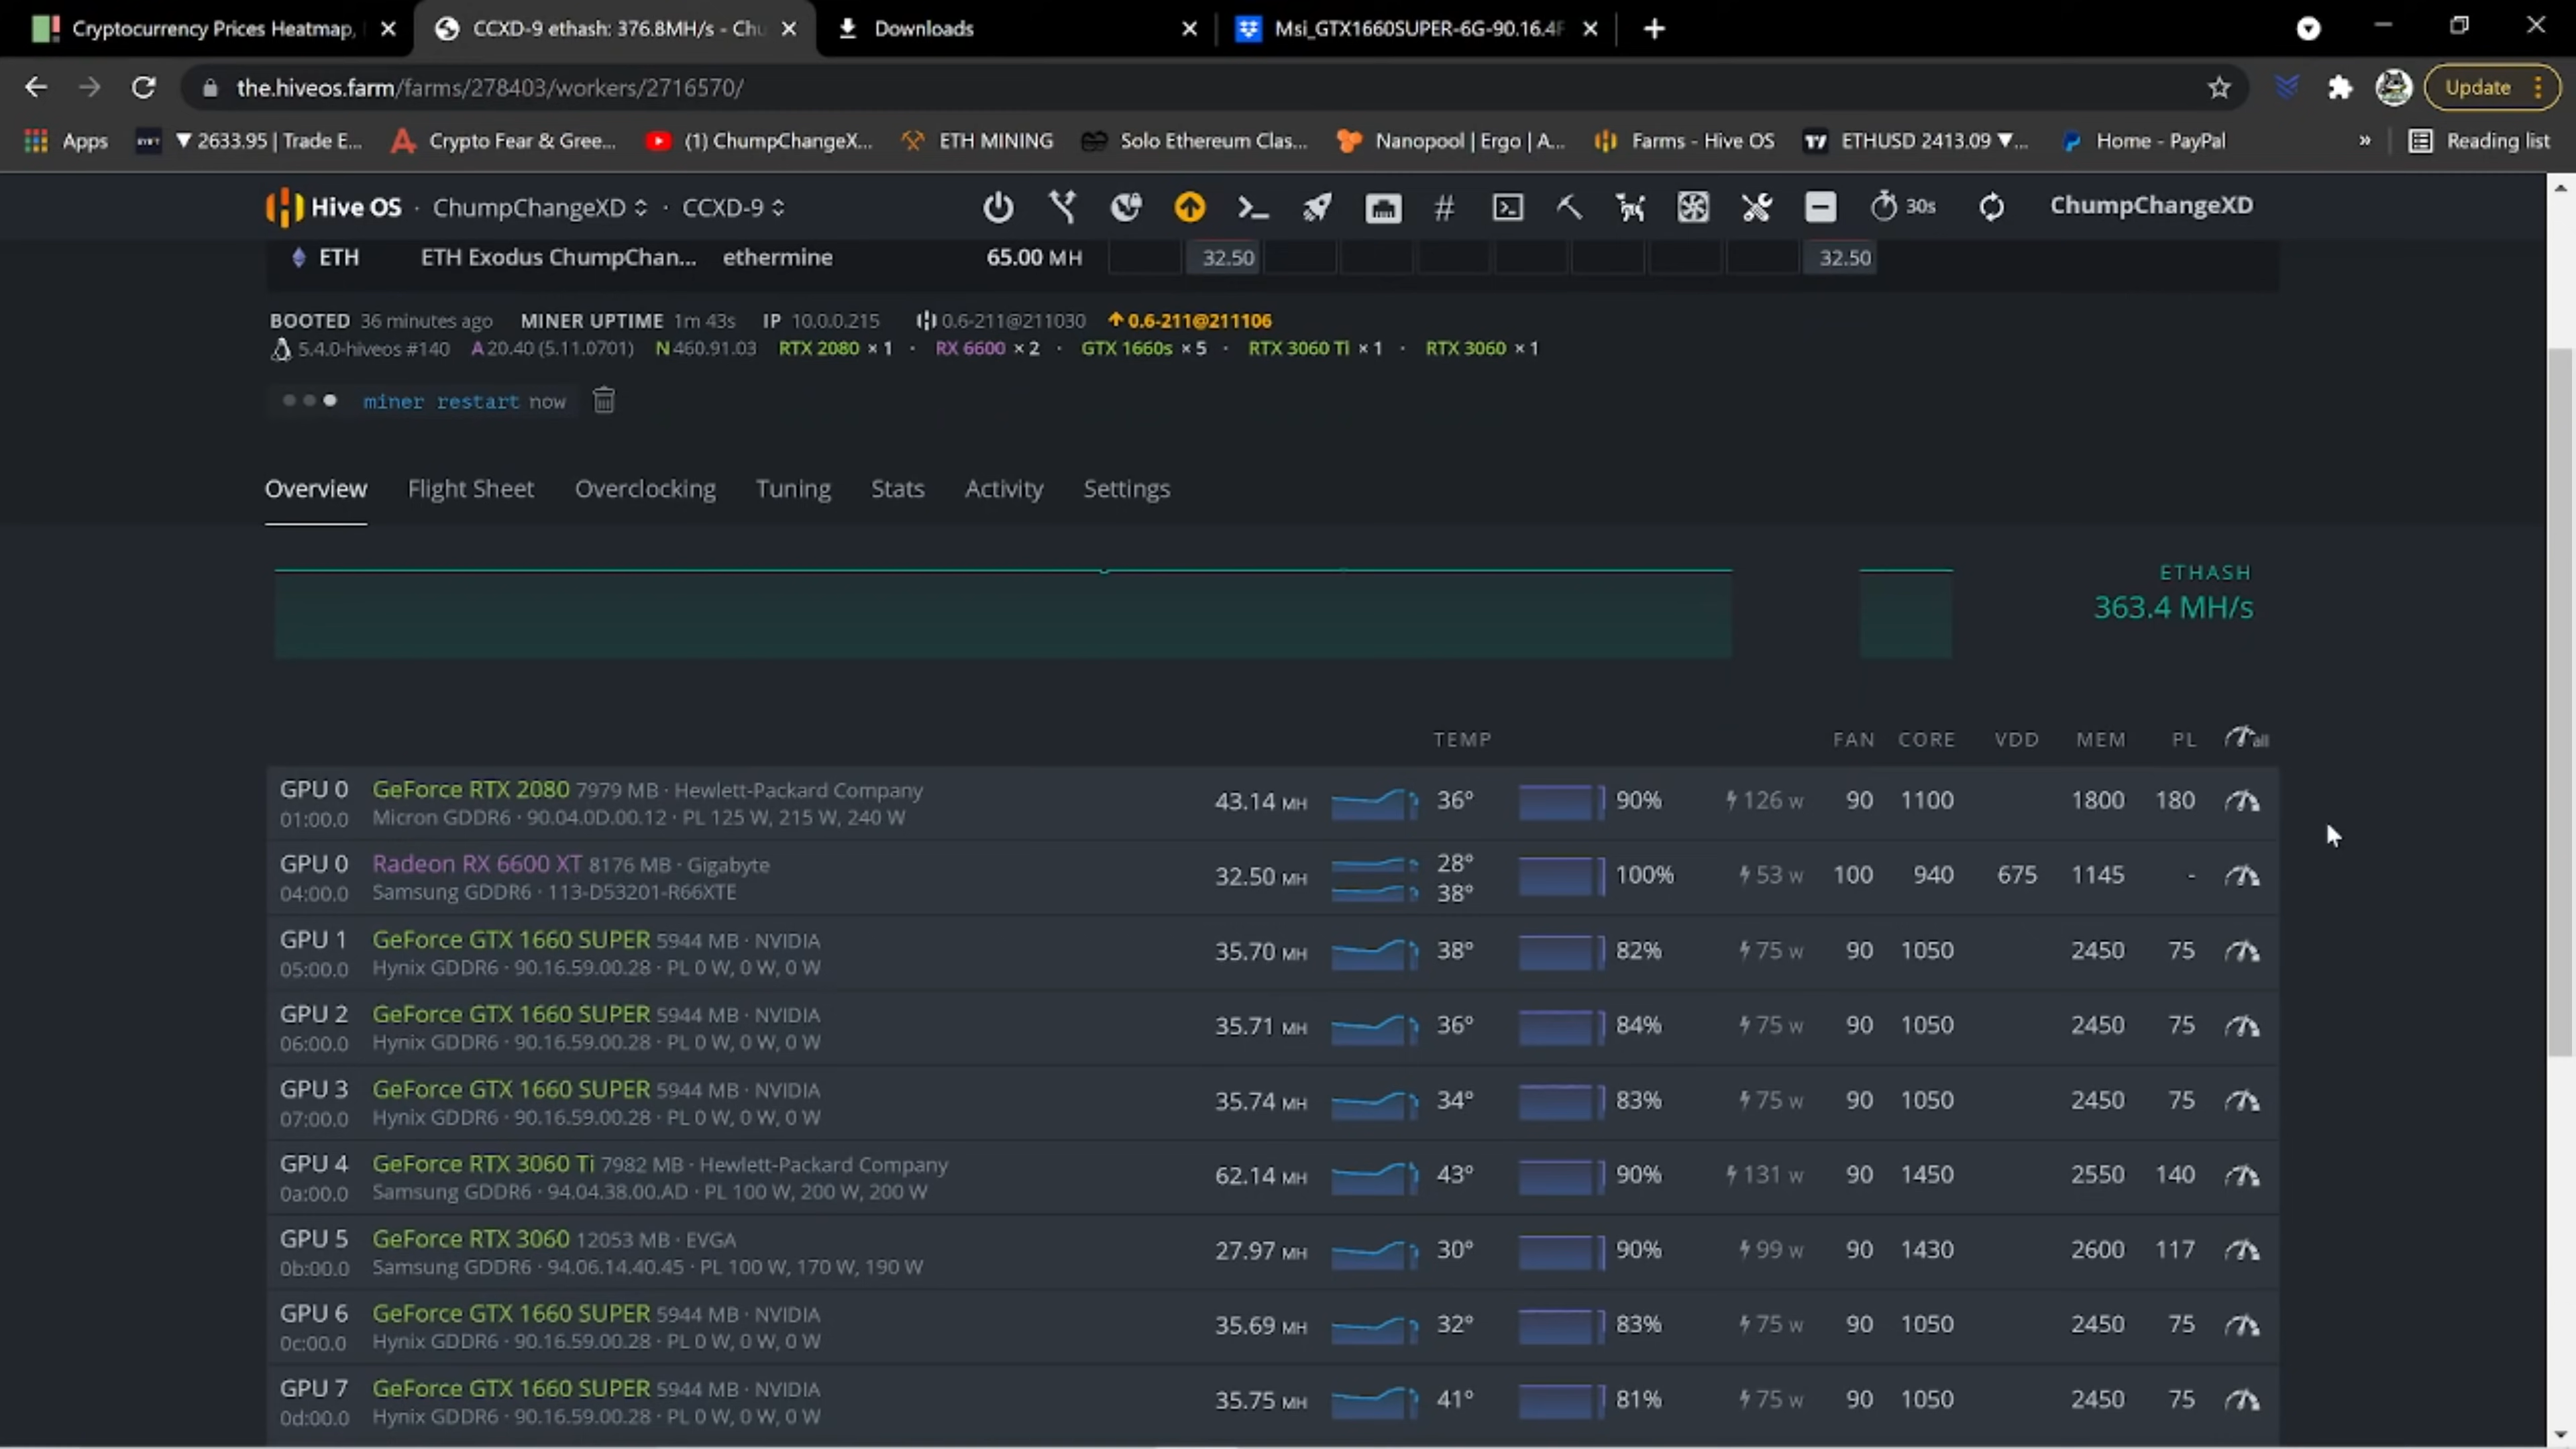 Cryptocurrency Prices Heatmap,
CCXD-9 ethash: 376.8MH/s - Chu
Downloads
Msi_GTX1660SUPER-6G-90.16.4F
the.hiveos.farm/farms/278403/workers/2716570/
Update
Apps
▼ 2633.95 | Trade E...
Crypto Fear & Gree...
(1) ChumpChangeX...
ETH MINING
Solo Ethereum Clas...
Nanopool | Ergo | A...
Farms - Hive OS
ETHUSD 2413.09 ▼...
Home - PayPal
»
Reading list
Hive OS · ChumpChangeXD · CCXD-9
30s
ChumpChangeXD
ETH ETH Exodus ChumpChan... ethermine 65.00 MH 32.50 32.50
BOOTED 36 minutes ago MINER UPTIME 1m 43s IP 10.0.0.215 0.6-211@211030 0.6-211@211106
5.4.0-hiveos #140 A 20.40 (5.11.0701) N 460.91.03 RTX 2080 × 1 · RX 6600 × 2 · GTX 1660s × 5 · RTX 3060 Ti × 1 · RTX 3060 × 1
miner restart now
Overview Flight Sheet Overclocking Tuning Stats Activity Settings
ETHASH
363.4 MH/s
TEMP FAN CORE VDD MEM PL all
GPU 0 GeForce RTX 2080 7979 MB · Hewlett-Packard Company 43.14 MH 36° 90% 126 W 90 1100 1800 180
01:00.0 Micron GDDR6 · 90.04.0D.00.12 · PL 125 W, 215 W, 240 W
GPU 0 Radeon RX 6600 XT 8176 MB · Gigabyte 32.50 MH 28° 100% 53 W 100 940 675 1145 -
04:00.0 Samsung GDDR6 · 113-D53201-R66XTE 38°
GPU 1 GeForce GTX 1660 SUPER 5944 MB · NVIDIA 35.70 MH 38° 82% 75 W 90 1050 2450 75
05:00.0 Hynix GDDR6 · 90.16.59.00.28 · PL 0 W, 0 W, 0 W
GPU 2 GeForce GTX 1660 SUPER 5944 MB · NVIDIA 35.71 MH 36° 84% 75 W 90 1050 2450 75
06:00.0 Hynix GDDR6 · 90.16.59.00.28 · PL 0 W, 0 W, 0 W
GPU 3 GeForce GTX 1660 SUPER 5944 MB · NVIDIA 35.74 MH 34° 83% 75 W 90 1050 2450 75
07:00.0 Hynix GDDR6 · 90.16.59.00.28 · PL 0 W, 0 W, 0 W
GPU 4 GeForce RTX 3060 Ti 7982 MB · Hewlett-Packard Company 62.14 MH 43° 90% 131 W 90 1450 2550 140
0a:00.0 Samsung GDDR6 · 94.04.38.00.AD · PL 100 W, 200 W, 200 W
GPU 5 GeForce RTX 3060 12053 MB · EVGA 27.97 MH 30° 90% 99 W 90 1430 2600 117
0b:00.0 Samsung GDDR6 · 94.06.14.40.45 · PL 100 W, 170 W, 190 W
GPU 6 GeForce GTX 1660 SUPER 5944 MB · NVIDIA 35.69 MH 32° 83% 75 W 90 1050 2450 75
0c:00.0 Hynix GDDR6 · 90.16.59.00.28 · PL 0 W, 0 W, 0 W
GPU 7 GeForce GTX 1660 SUPER 5944 MB · NVIDIA 35.75 MH 41° 81% 75 W 90 1050 2450 75
0d:00.0 Hynix GDDR6 · 90.16.59.00.28 · PL 0 W, 0 W, 0 W